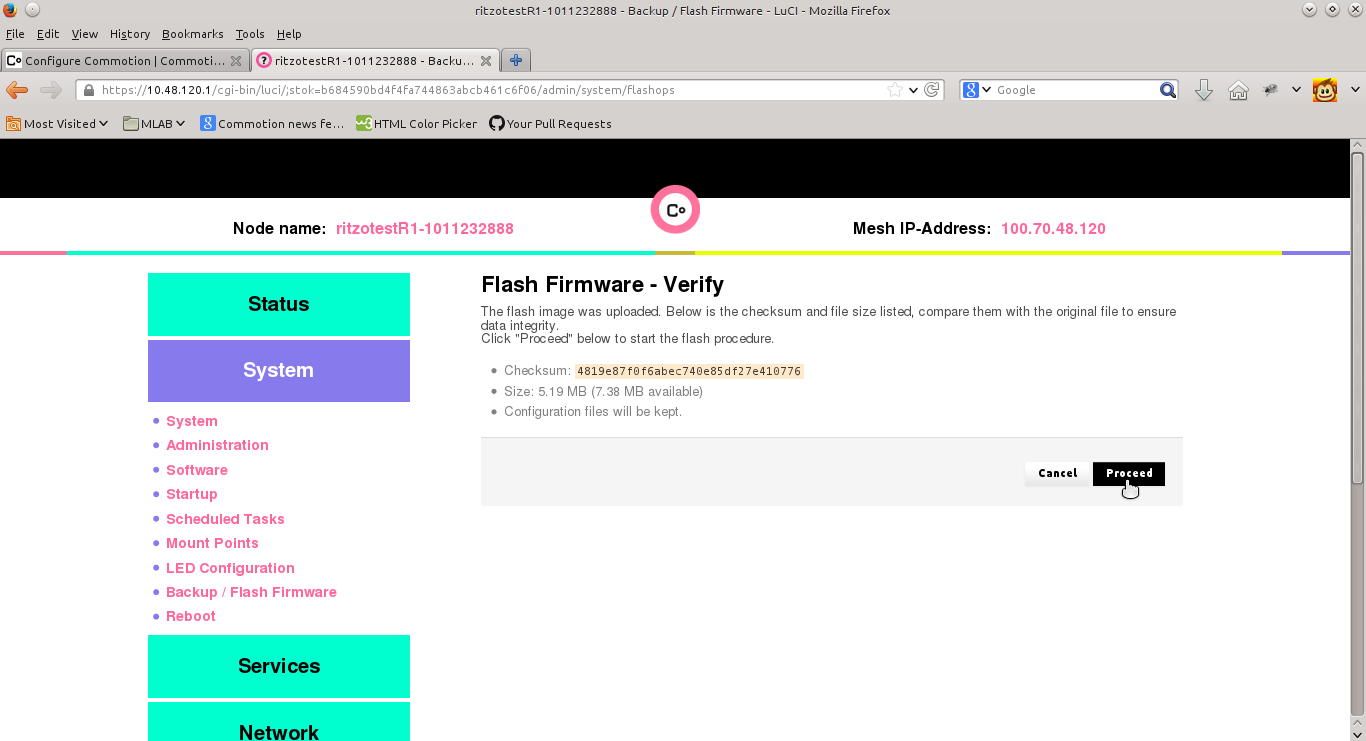 ritzotestR1-1011232888 - Backup / Flash Firmware - LuCI - Mozilla Firefox
File Edit View History Bookmarks Tools Help
Configure Commotion | Commoti...
ritzotestR1-1011232888 - Backu...
https://10.48.120.1/cgi-bin/luci/;stok=b684590bd4f4fa744863abcb461c6f06/admin/system/flashops
Google
Most Visited
MLAB
Commotion news fe...
HTML Color Picker
Your Pull Requests
Co
Node name: ritzotestR1-1011232888
Mesh IP-Address: 100.70.48.120
Status
System
System
Administration
Software
Startup
Scheduled Tasks
Mount Points
LED Configuration
Backup / Flash Firmware
Reboot
Services
Network
Flash Firmware - Verify
The flash image was uploaded. Below is the checksum and file size listed, compare them with the original file to ensure
data integrity.
Click "Proceed" below to start the flash procedure.
Checksum: 4819e87f0f6abec740e85df27e410776
Size: 5.19 MB (7.38 MB available)
Configuration files will be kept.
Cancel
Proceed